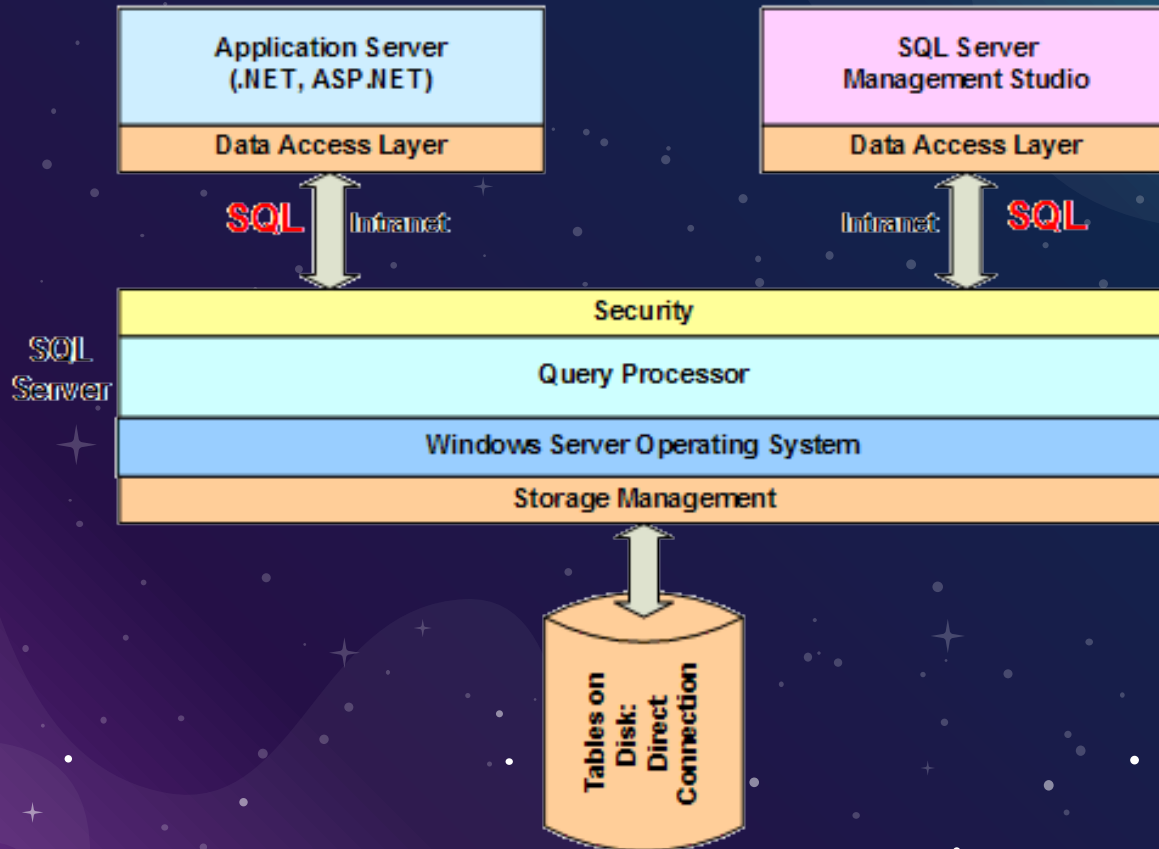 Application Server
(.NET, ASP.NET)
Data Access Layer
SQL Server
Management Studio
Data Access Layer
SQL
Intranet
Intranet
SQL
SQL
Server
Security
Query Processor
Windows Server Operating System
Storage Management
Tables on
Disk:
Direct
Connection